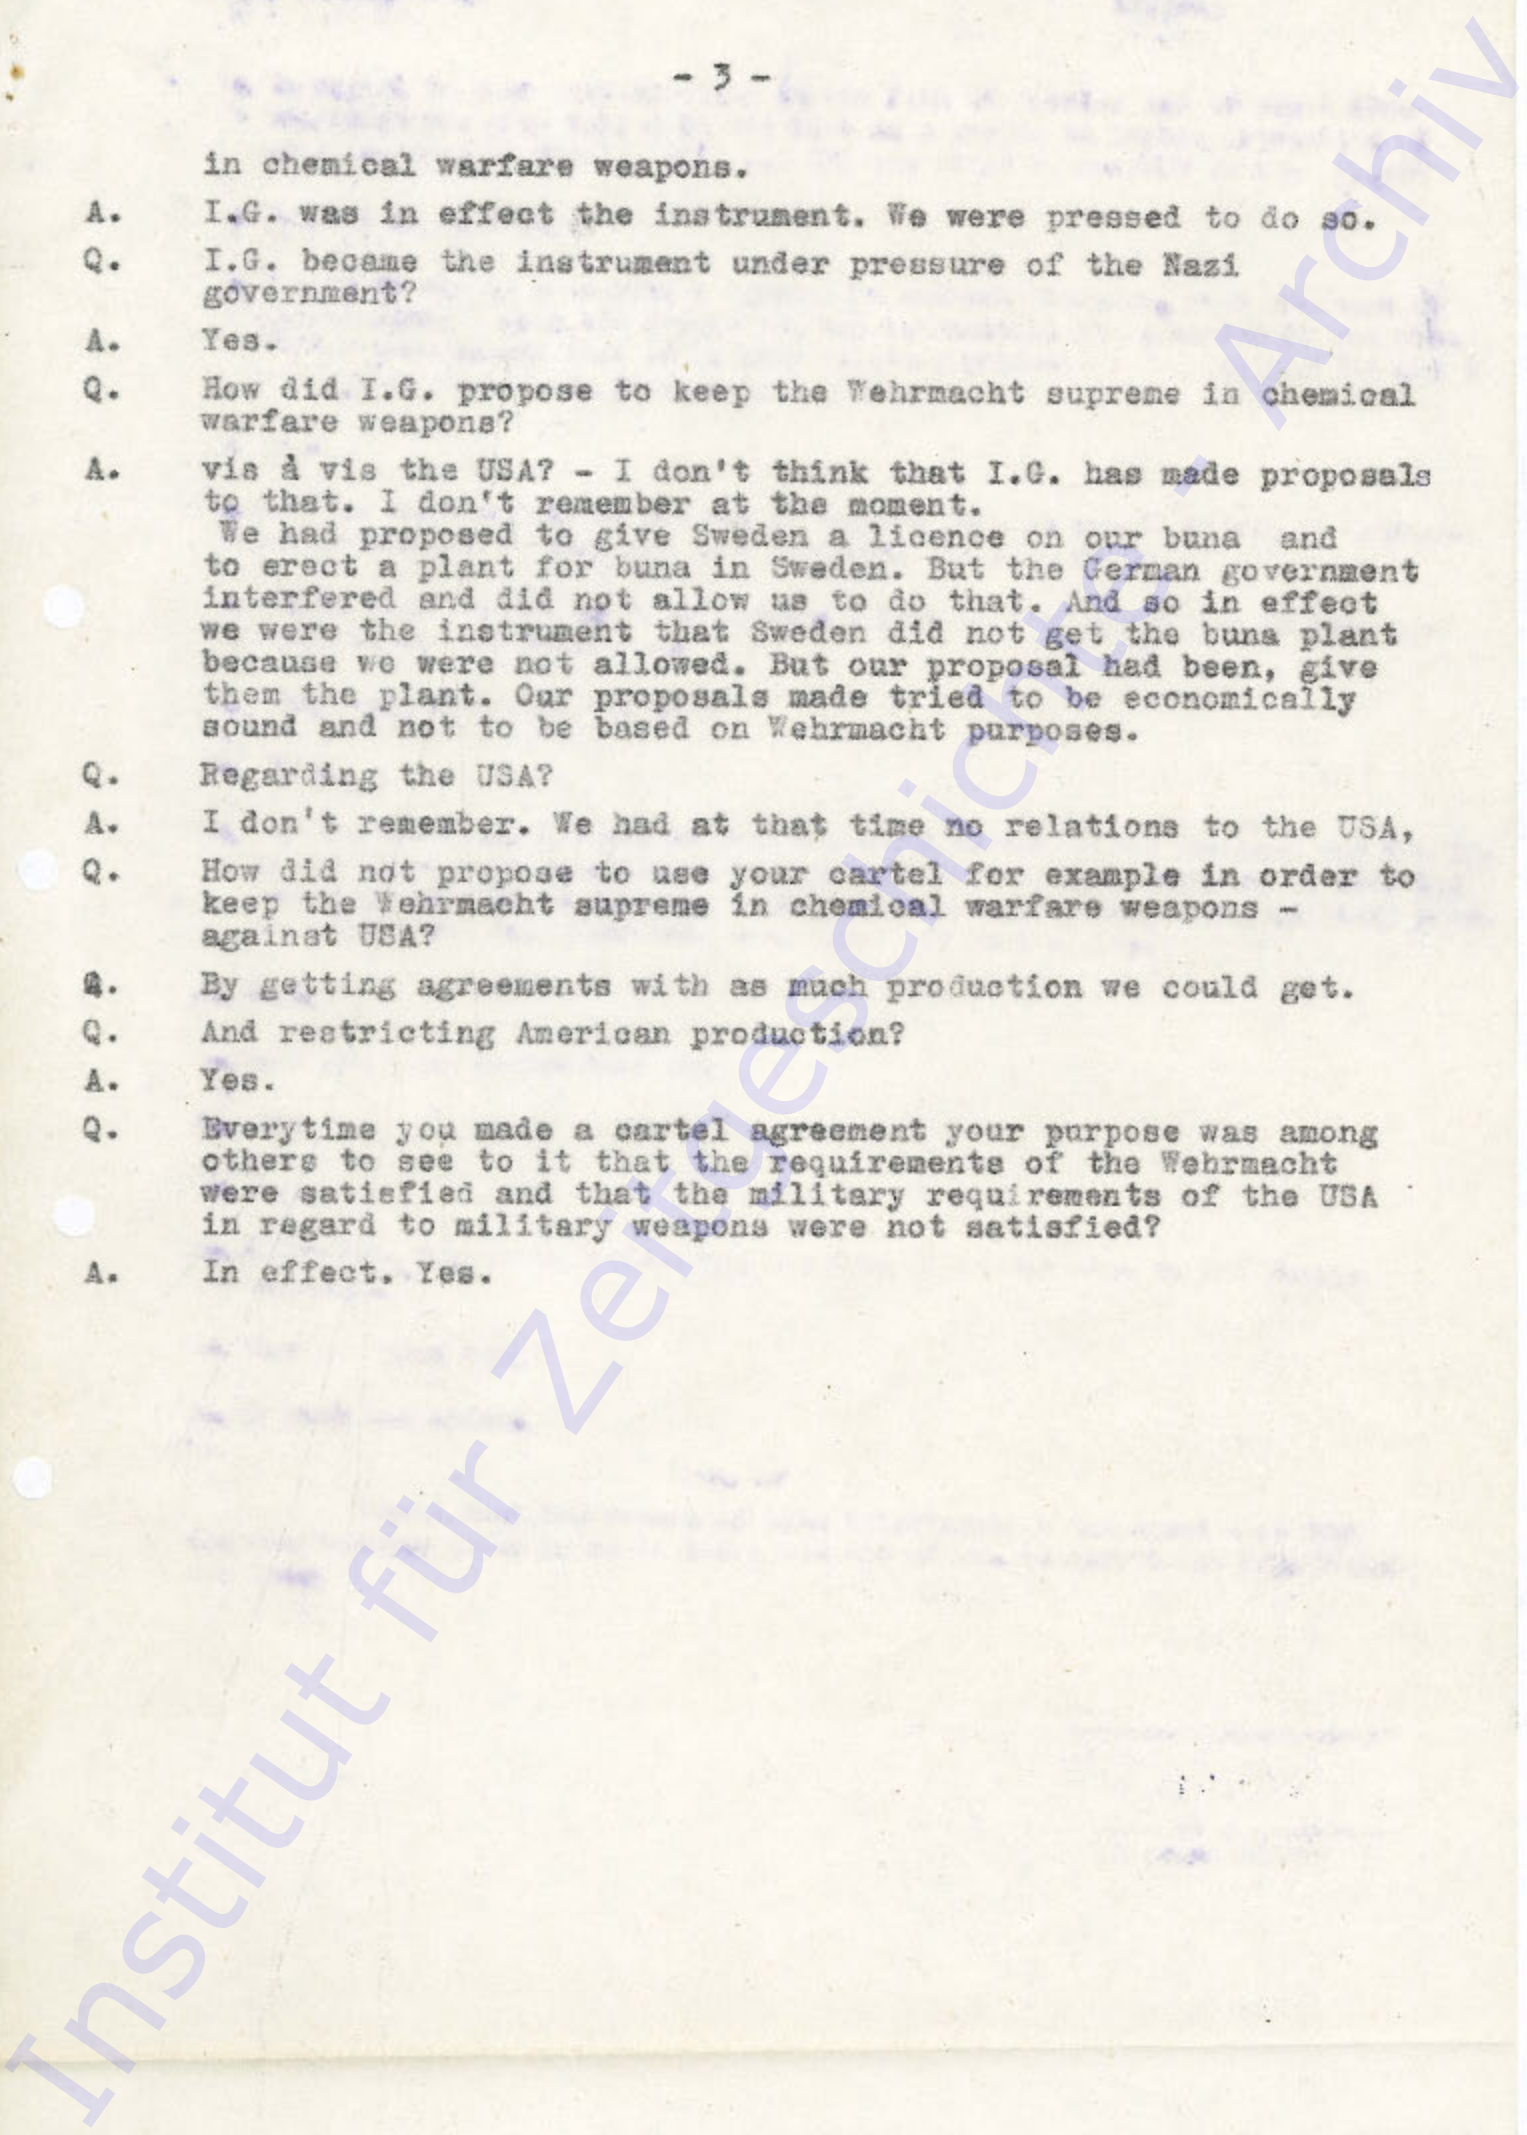 - 3 -
in chemical warfare weapons.
A. I.G. was in effect the instrument. We were pressed to do so.
Q. I.G. became the instrument under pressure of the Nazi
government?
A. Yes.
Q. How did I.G. propose to keep the Wehrmacht supreme in chemical
warfare weapons?
A. vis à vis the USA? - I don't think that I.G. has made proposals
to that. I don't remember at the moment.
We had proposed to give Sweden a licence on our buna and
to erect a plant for buna in Sweden. But the German government
interfered and did not allow us to do that. And so in effect
we were the instrument that Sweden did not get the buna plant
because we were not allowed. But our proposal had been, give
them the plant. Our proposals made tried to be economically
sound and not to be based on Wehrmacht purposes.
Q. Regarding the USA?
A. I don't remember. We had at that time no relations to the USA,
Q. How did not propose to use your cartel for example in order to
keep the Wehrmacht supreme in chemical warfare weapons -
against USA?
A. By getting agreements with as much production we could get.
Q. And restricting American production?
A. Yes.
Q. Everytime you made a cartel agreement your purpose was among
others to see to it that the requirements of the Wehrmacht
were satisfied and that the military requirements of the USA
in regard to military weapons were not satisfied?
A. In effect. Yes.
Institut für Zeitgeschichte - Archiv